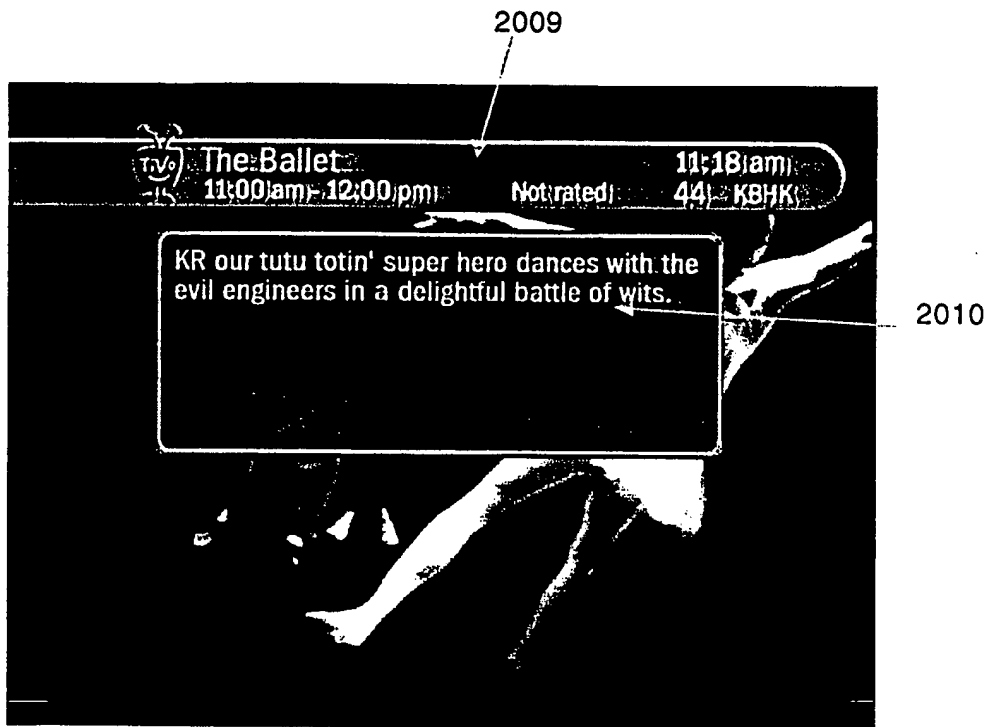 2009
TiVo
The Ballet
11:18 am
11:00 am - 12:00 pm
Not rated
44 KBHK
KR our tutu totin' super hero dances with the
evil engineers in a delightful battle of wits.
2010